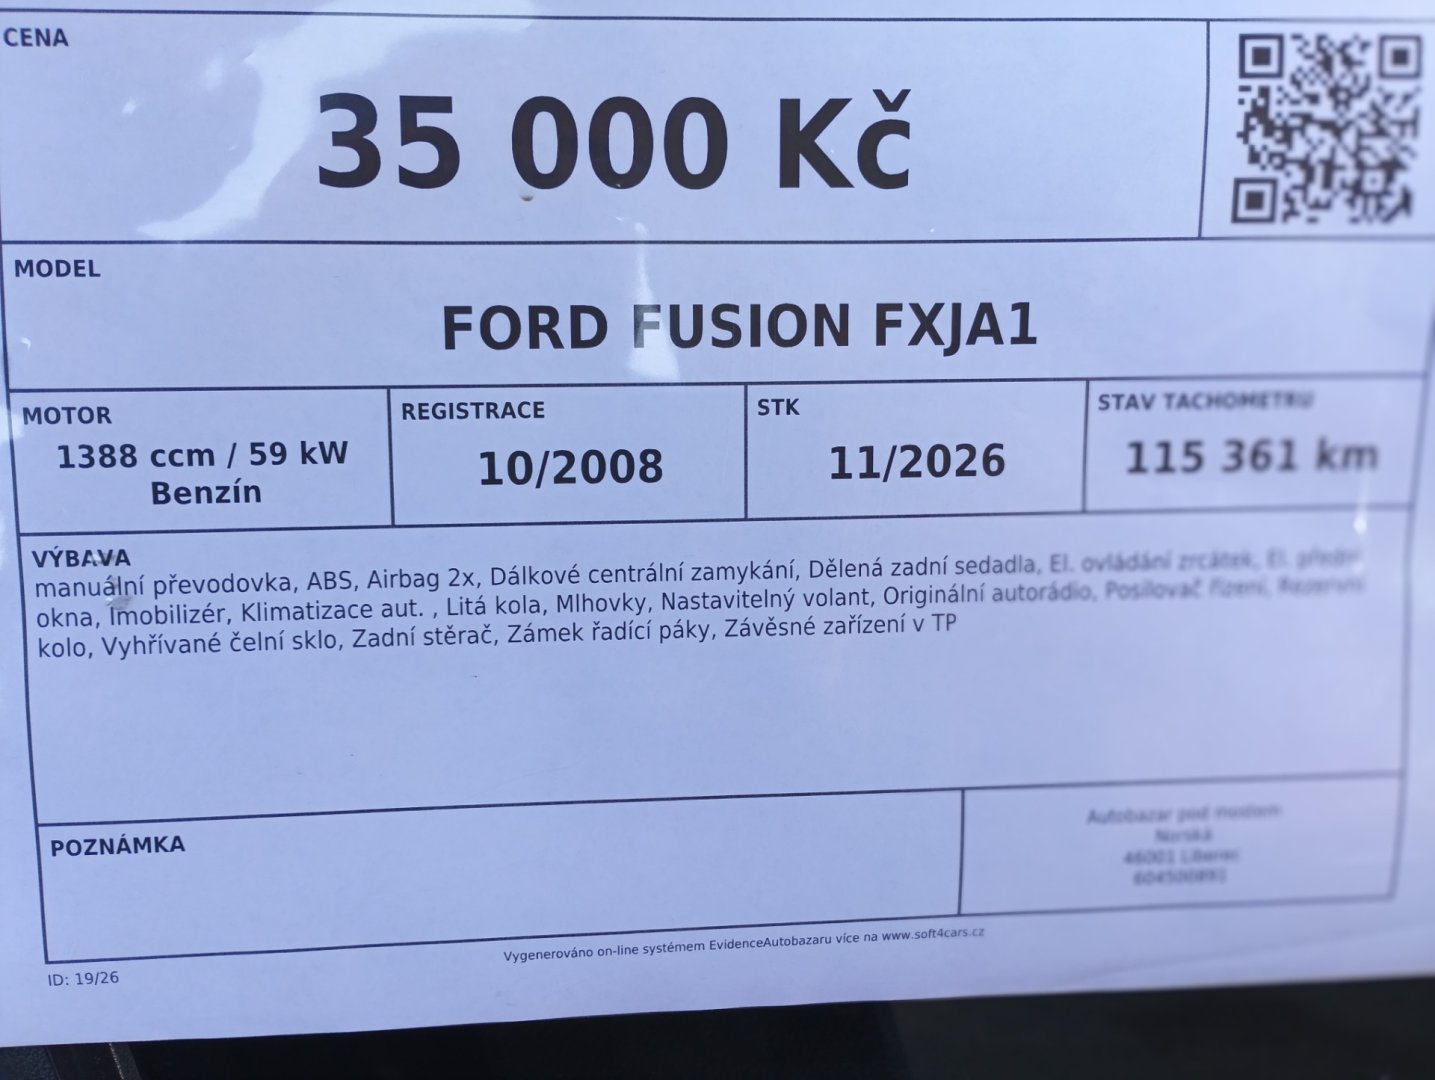 CENA
35 000 Kč
MODEL
FORD FUSION FXJA1
MOTOR
1388 ccm / 59 kW
Benzín
REGISTRACE
10/2008
STK
11/2026
STAV TACHOMETRU
115 361 km
VÝBAVA
manuální převodovka, ABS, Airbag 2x, Dálkové centrální zamykání, Dělená zadní sedadla, El. ovládání zrcátek, El. přední
okna, Imobilizér, Klimatizace aut. , Litá kola, Mlhovky, Nastavitelný volant, Originální autorádio, Posilovač řízení, Rezervní
kolo, Vyhřívané čelní sklo, Zadní stěrač, Zámek řadící páky, Závěsné zařízení v TP
POZNÁMKA
Autobazar pod mostem
Norská
46001 Liberec
Vygenerováno on-line systémem EvidenceAutobazaru více na www.soft4cars.cz
ID: 19/26